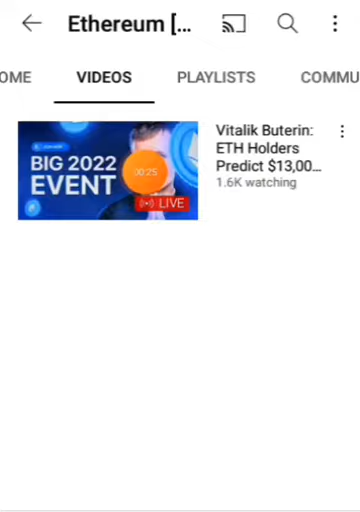 Ethereum [...
OME VIDEOS PLAYLISTS COMMU
Vitalik Buterin:
ETH Holders
Predict $13,00...
1.6K watching
BIG 2022
EVENT
00:25
LIVE